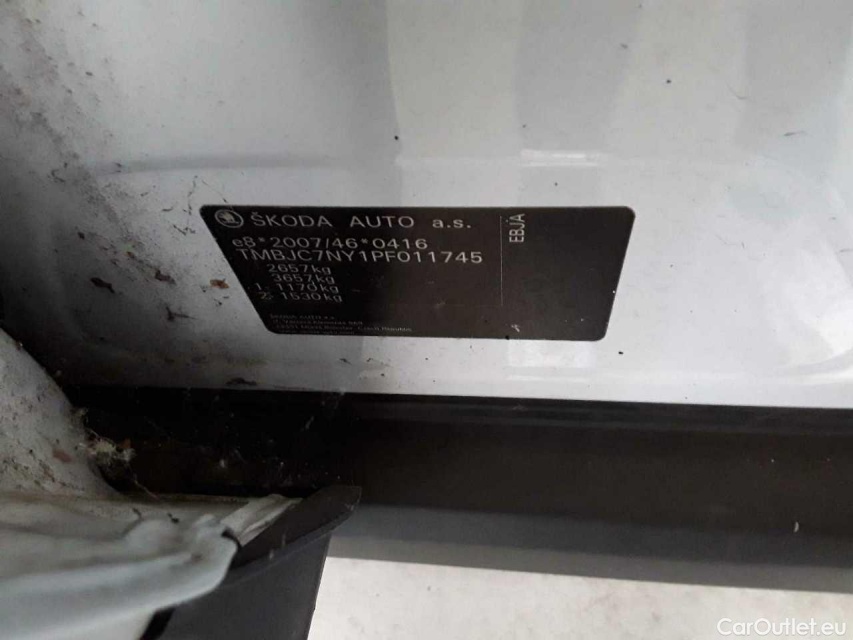 ŠKODA AUTO a.s.
EBJA
e8*2007/46*0416
TMBJC7NY1PF011745
2657kg
3657kg
1- 1170kg
2- 1530kg
CarOutlet.eu